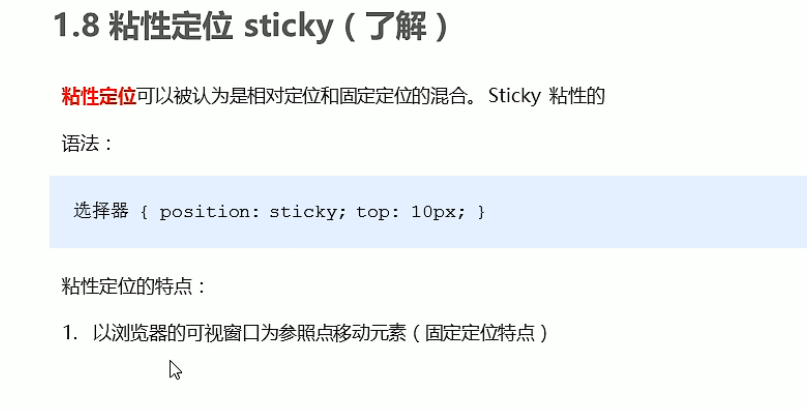 1.8 粘性定位 sticky（了解）
粘性定位可以被认为是相对定位和固定定位的混合。 Sticky 粘性的
语法：
选择器 { position: sticky; top: 10px; }
粘性定位的特点：
1. 以浏览器的可视窗口为参照点移动元素（固定定位特点）